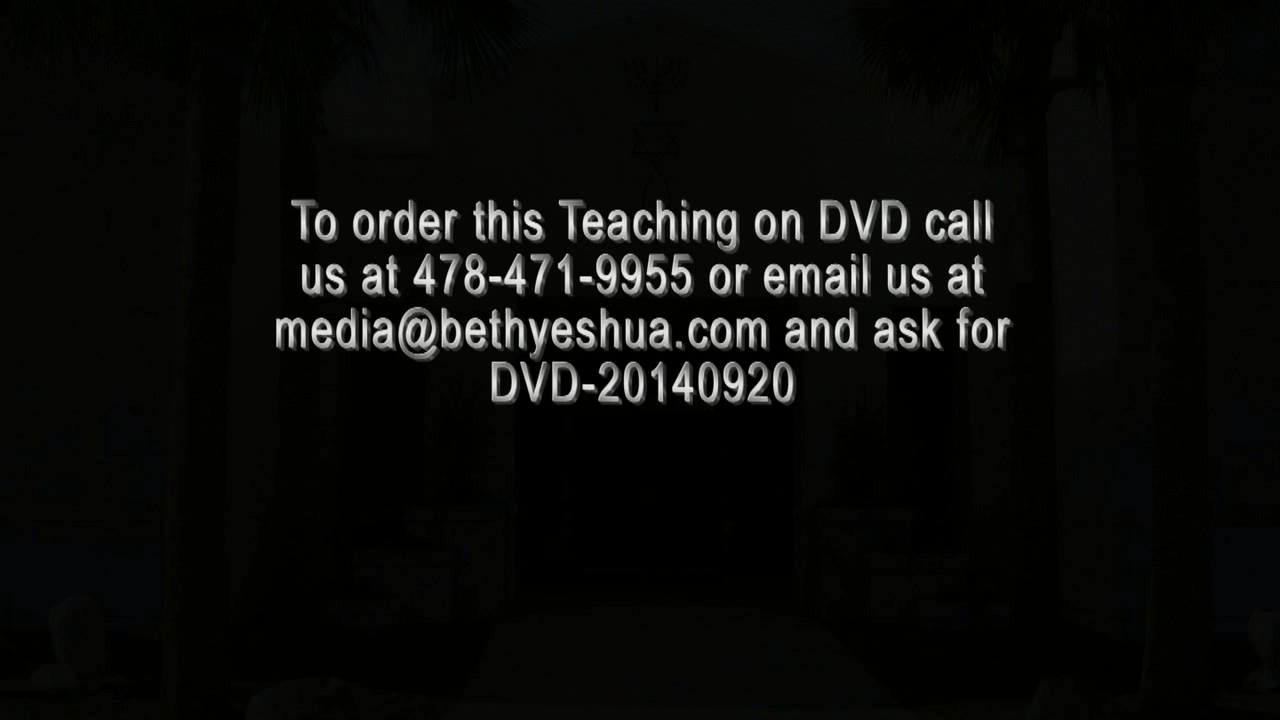 To order this Teaching on DVD call
us at 478-471-9955 or email us at
media@bethyeshua.com and ask for
DVD-20140920